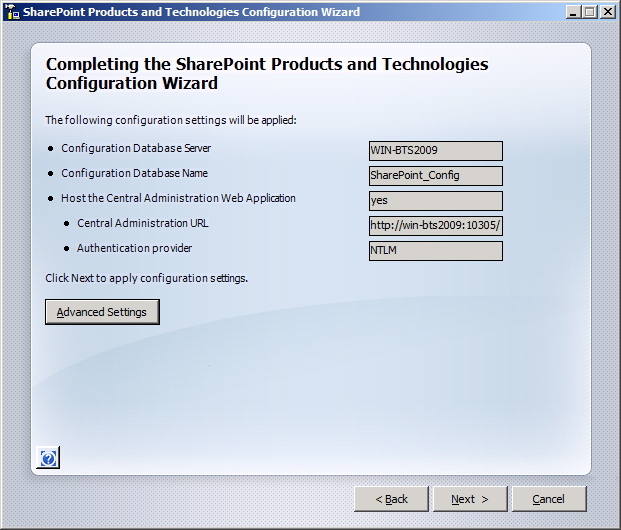 SharePoint Products and Technologies Configuration Wizard
Completing the SharePoint Products and Technologies
Configuration Wizard
The following configuration settings will be applied:
Configuration Database Server WIN-BTS2009
Configuration Database Name SharePoint_Config
Host the Central Administration Web Application yes
Central Administration URL http://win-bts2009:10305/
Authentication provider NTLM
Click Next to apply configuration settings.
Advanced Settings
?
< Back Next > Cancel